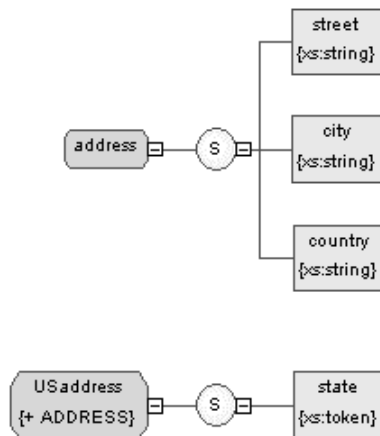 street
{xs:string}
address
S
city
{xs:string}
country
{xs:string}
USaddress
{+ ADDRESS}
S
state
{xs:token}